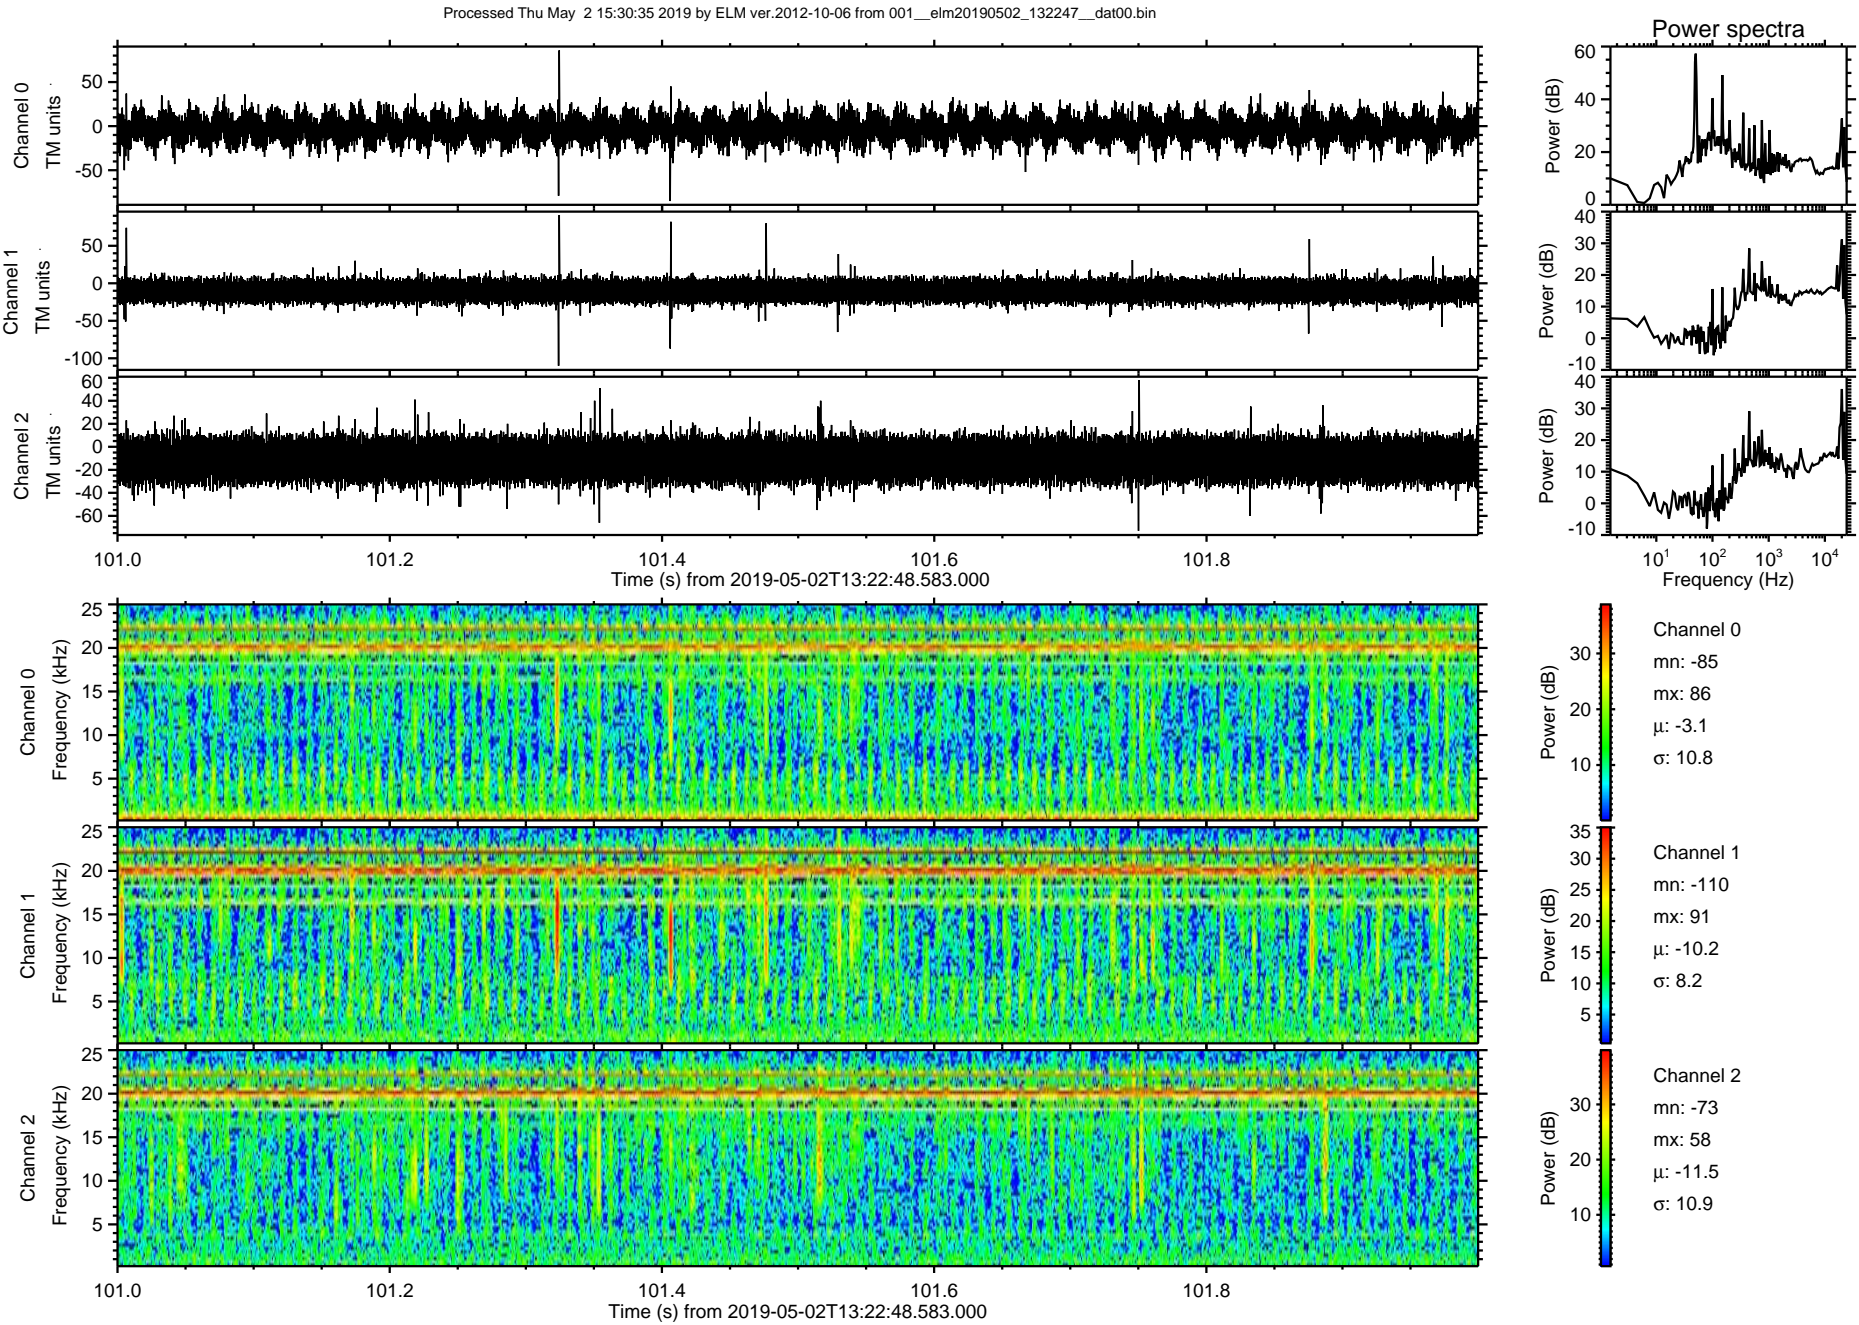 Processed Thu May  2 15:30:35 2019 by ELM ver.2012-10-06 from 001__elm20190502_132247__dat00.bin
Power spectra
Channel 0
TM units
50
0
-50
Power (dB)
60
40
20
0
Channel 1
TM units
50
0
-50
-100
Power (dB)
40
30
20
10
0
-10
Channel 2
TM units
60
40
20
0
-20
-40
-60
Power (dB)
40
30
20
10
0
-10
101.0 101.2 101.4 101.6 101.8
Time (s) from 2019-05-02T13:22:48.583.000
10¹ 10² 10³ 10⁴
Frequency (Hz)
Channel 0
Frequency (kHz)
25
20
15
10
5
Power (dB)
30
20
10
Channel 0
mn: -85
mx: 86
μ: -3.1
σ: 10.8
Channel 1
Frequency (kHz)
25
20
15
10
5
Power (dB)
35
30
25
20
15
10
5
Channel 1
mn: -110
mx: 91
μ: -10.2
σ: 8.2
Channel 2
Frequency (kHz)
25
20
15
10
5
Power (dB)
30
20
10
Channel 2
mn: -73
mx: 58
μ: -11.5
σ: 10.9
101.0 101.2 101.4 101.6 101.8
Time (s) from 2019-05-02T13:22:48.583.000